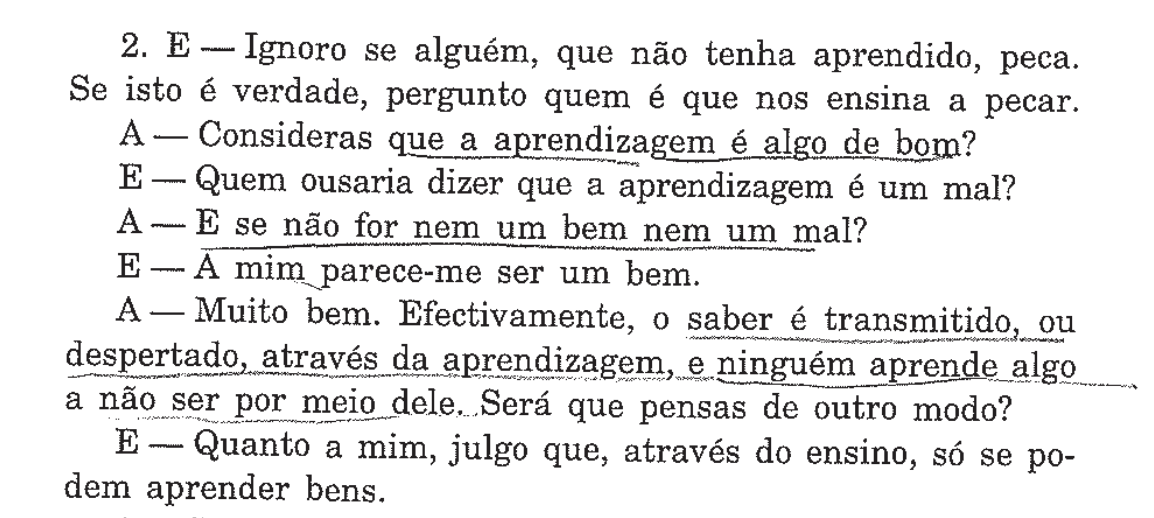 2. E — Ignoro se alguém, que não tenha aprendido, peca.
Se isto é verdade, pergunto quem é que nos ensina a pecar.
A — Consideras que a aprendizagem é algo de bom?
E — Quem ousaria dizer que a aprendizagem é um mal?
A — E se não for nem um bem nem um mal?
E — A mim parece-me ser um bem.
A — Muito bem. Efectivamente, o saber é transmitido, ou
despertado, através da aprendizagem, e ninguém aprende algo
a não ser por meio dele. Será que pensas de outro modo?
E — Quanto a mim, julgo que, através do ensino, só se po-
dem aprender bens.